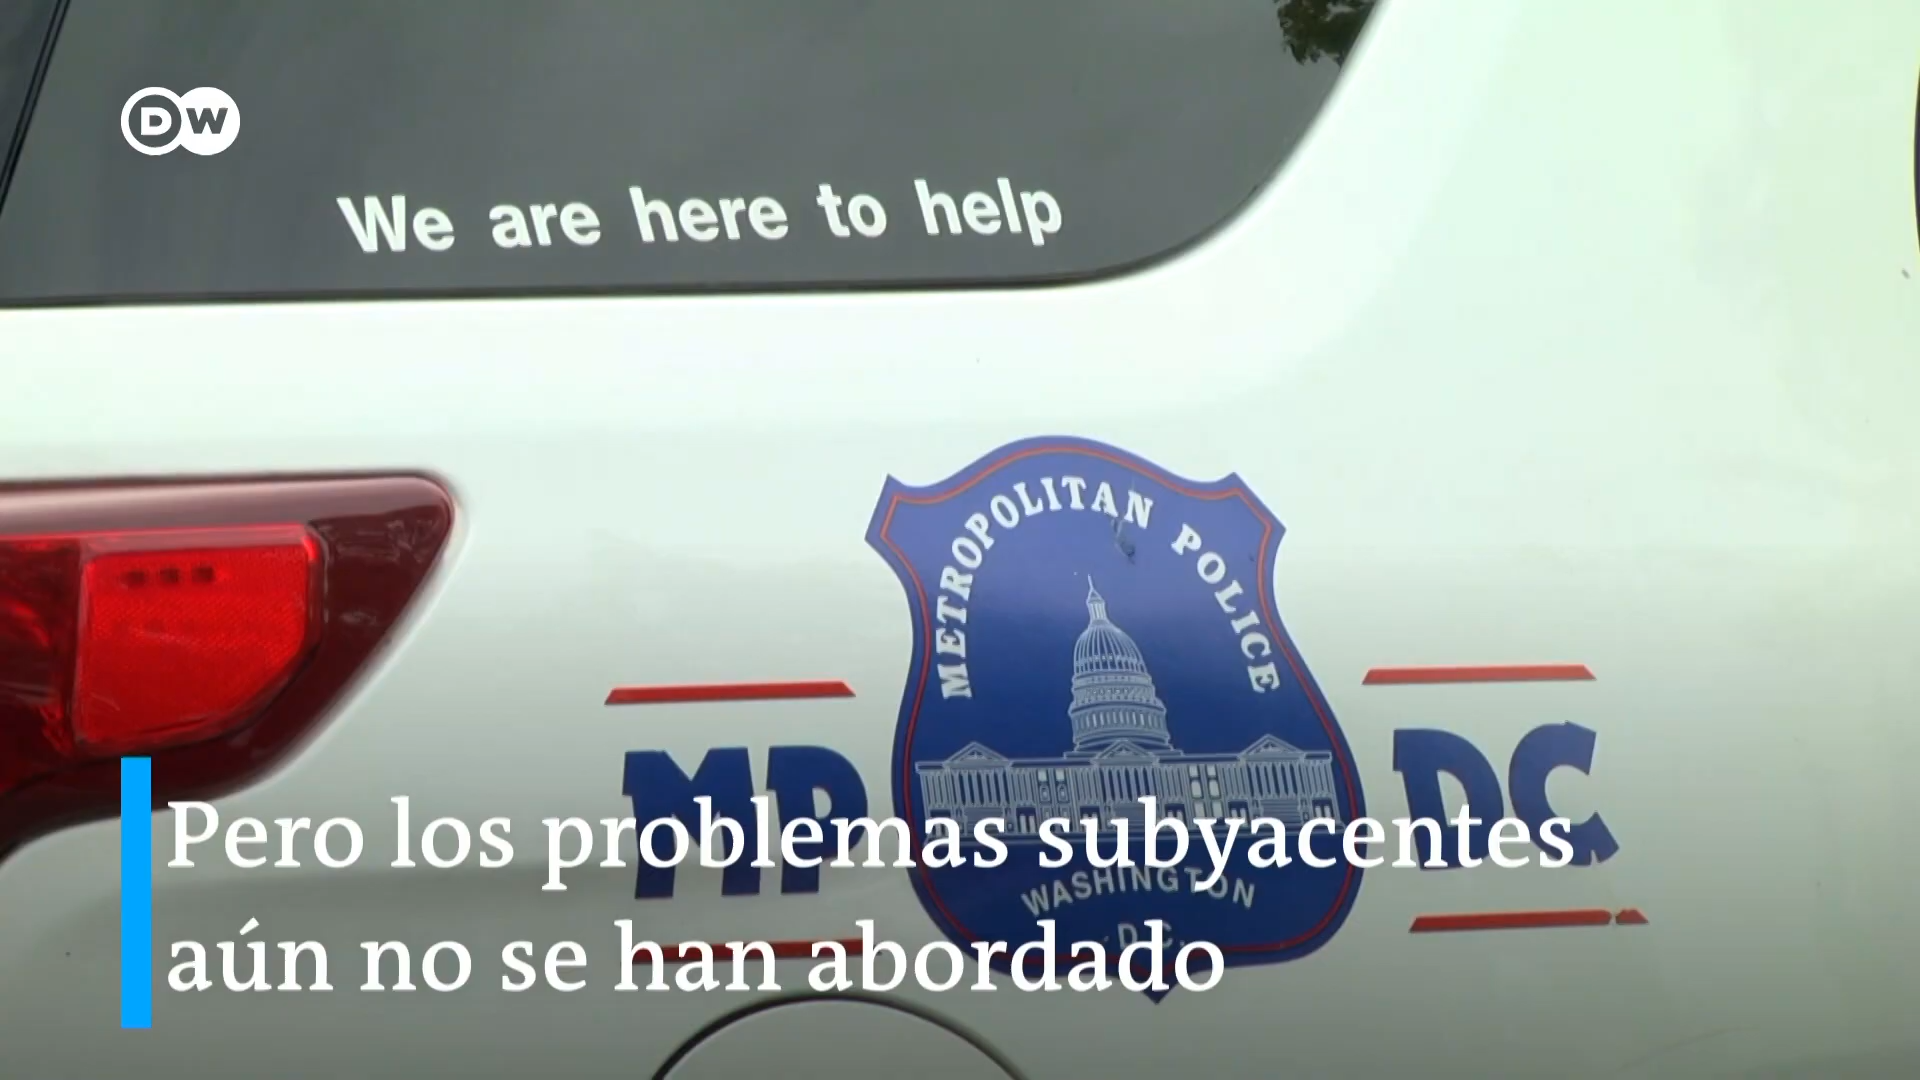 DW
We are here to help
METROPOLITAN POLICE
MP
DC
WASHINGTON
D.C.
Pero los problemas subyacentes
aún no se han abordado